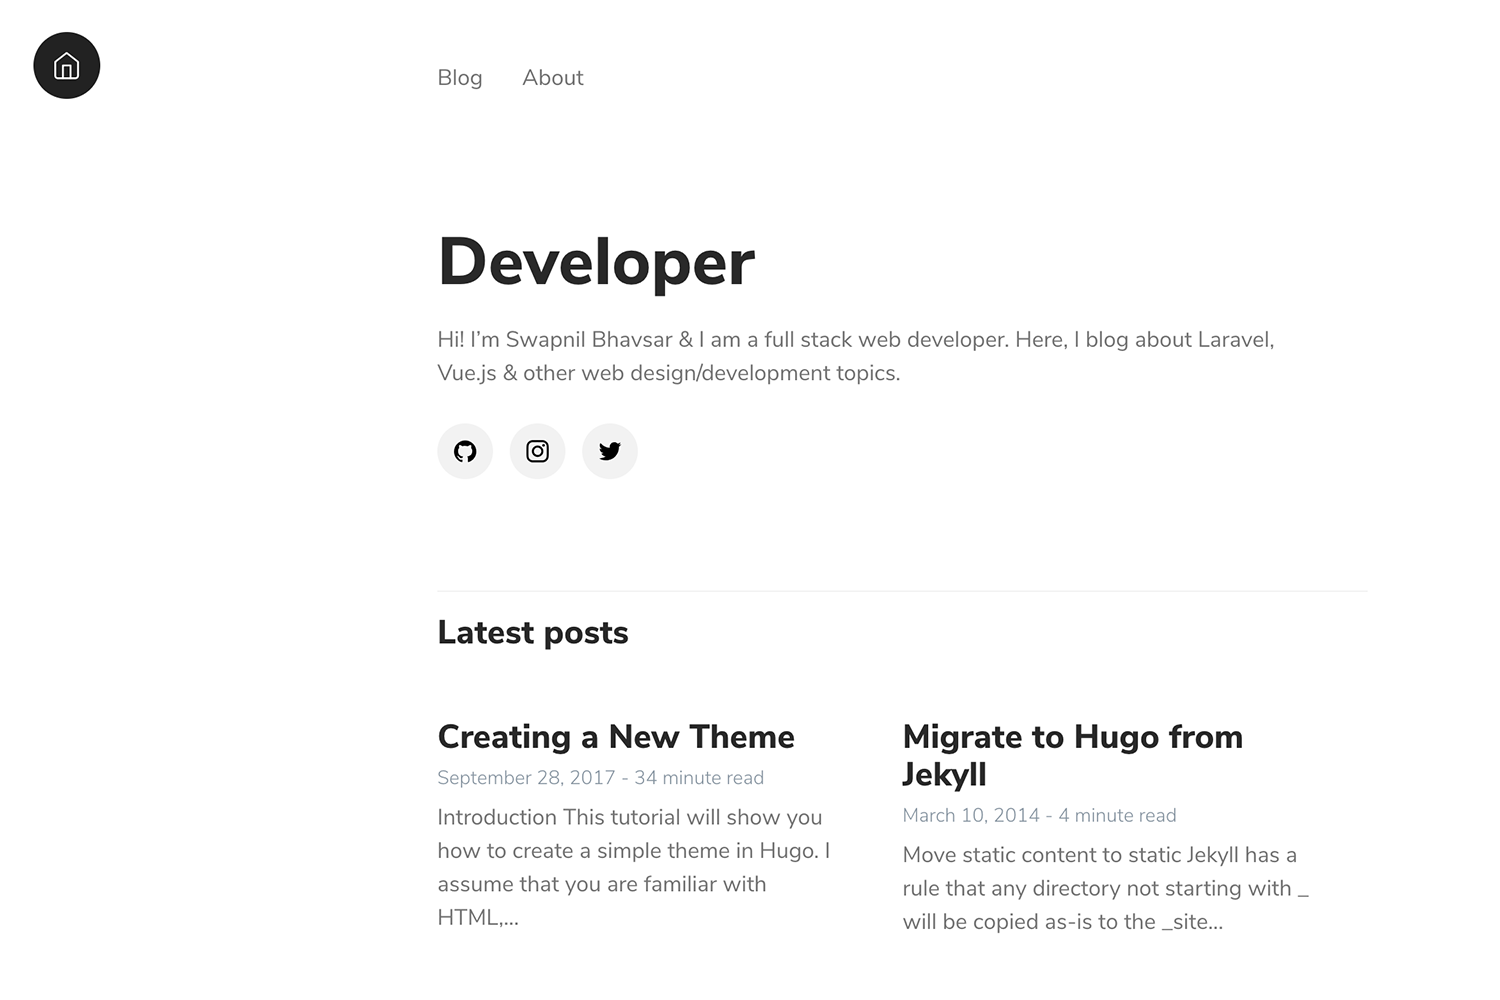 Blog About
Developer
Hi! I’m Swapnil Bhavsar & I am a full stack web developer. Here, I blog about Laravel,
Vue.js & other web design/development topics.
Latest posts
Creating a New Theme
September 28, 2017 - 34 minute read
Introduction This tutorial will show you
how to create a simple theme in Hugo. I
assume that you are familiar with
HTML,...
Migrate to Hugo from
Jekyll
March 10, 2014 - 4 minute read
Move static content to static Jekyll has a
rule that any directory not starting with _
will be copied as-is to the _site...